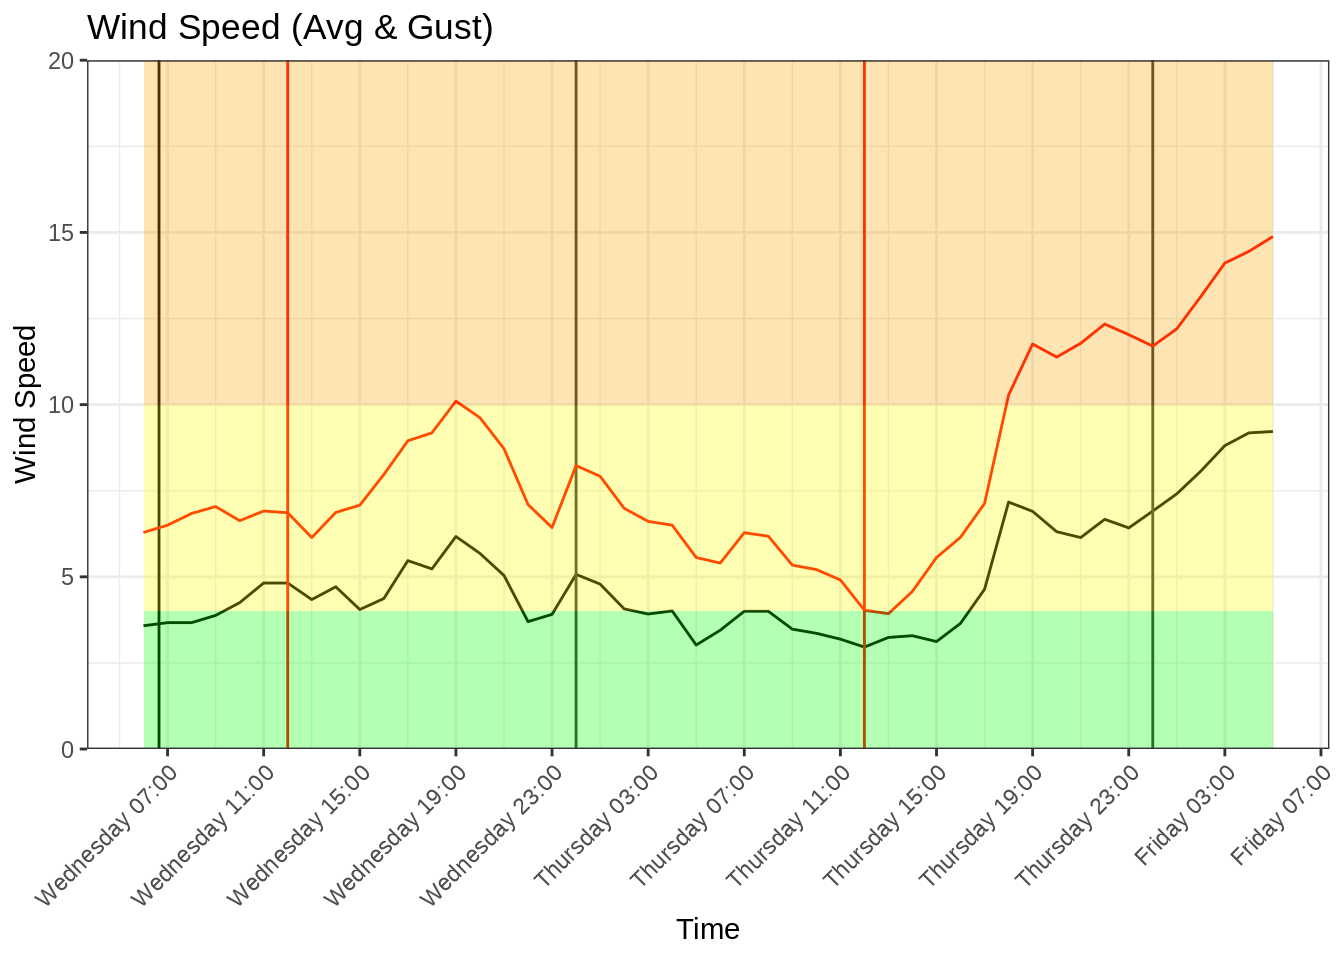 Wind Speed (Avg & Gust)
20
15
10
5
0
Wind Speed
Wednesday 07:00
Wednesday 11:00
Wednesday 15:00
Wednesday 19:00
Wednesday 23:00
Thursday 03:00
Thursday 07:00
Thursday 11:00
Thursday 15:00
Thursday 19:00
Thursday 23:00
Friday 03:00
Friday 07:00
Time